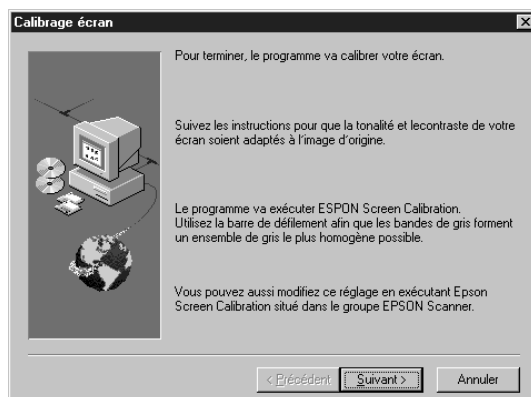 Calibrage écran
Pour terminer, le programme va calibrer votre écran.
Suivez les instructions pour que la tonalité et lecontraste de votre
écran soient adaptés à l'image d'origine.
Le programme va exécuter ESPON Screen Calibration.
Utilisez la barre de défilement afin que les bandes de gris forment
un ensemble de gris le plus homogène possible.
Vous pouvez aussi modifiez ce réglage en exécutant Epson
Screen Calibration situé dans le groupe EPSON Scanner.
< Précédent Suivant > Annuler